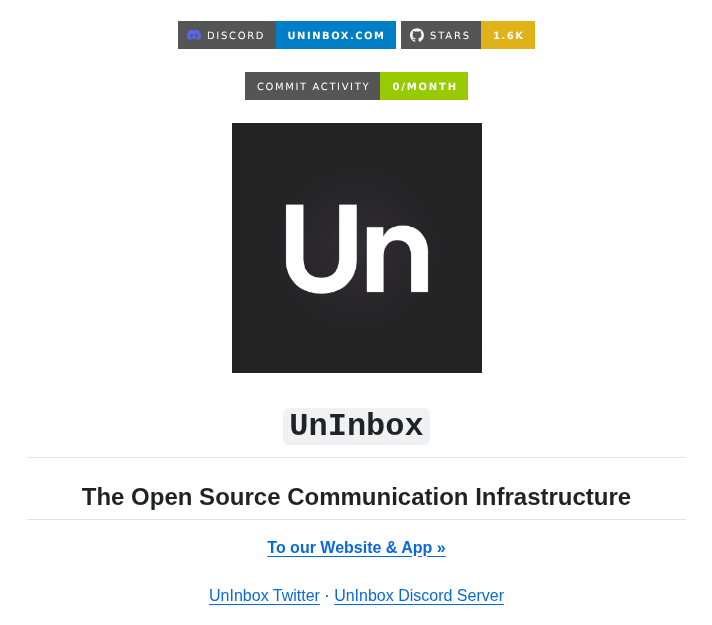 DISCORD UNINBOX.COM STARS 1.6K
COMMIT ACTIVITY 0/MONTH
Un
UnInbox
The Open Source Communication Infrastructure
To our Website & App »
UnInbox Twitter · UnInbox Discord Server